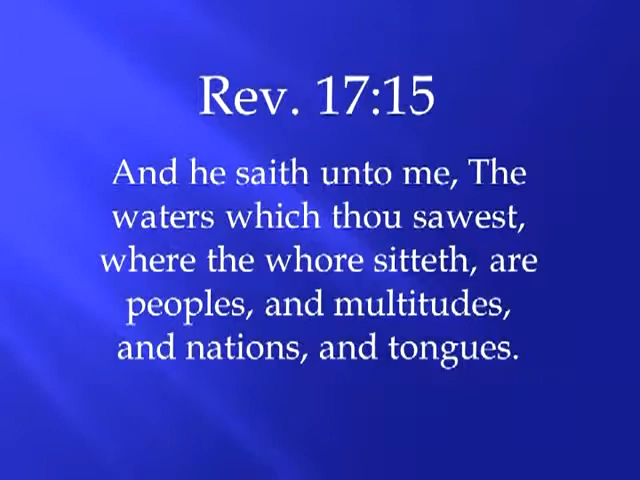 Rev. 17:15
And he saith unto me, The
waters which thou sawest,
where the whore sitteth, are
peoples, and multitudes,
and nations, and tongues.